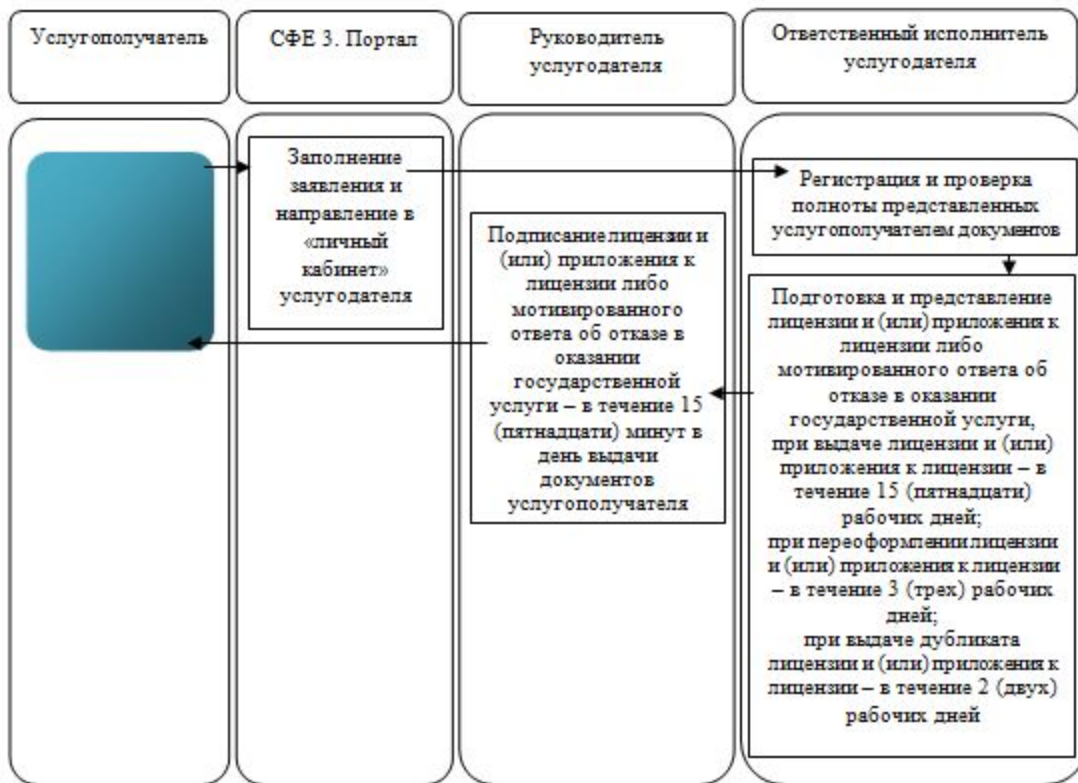 Услугополучатель
СФЕ 3. Портал
Руководитель
услугодателя
Ответственный исполнитель
услугодателя
Заполнение
заявления и
направление в
«личный
кабинет»
услугодателя
Подписание лицензии и
(или) приложения к
лицензии либо
мотивированного
ответа об отказе в
оказании
государственной
услуги – в течение 15
(пятнадцати) минут в
день выдачи
документов
услугополучателя
Регистрация и проверка
полноты представленных
услугополучателем документов
Подготовка и представление
лицензии и (или) приложения к
лицензии либо
мотивированного ответа об
отказе в оказании
государственной услуги,
при выдаче лицензии и (или)
приложения к лицензии – в
течение 15 (пятнадцати)
рабочих дней;
при переоформлении лицензии
и (или) приложения к лицензии
– в течение 3 (трех) рабочих
дней;
при выдаче дубликата
лицензии и (или) приложения к
лицензии – в течение 2 (двух)
рабочих дней